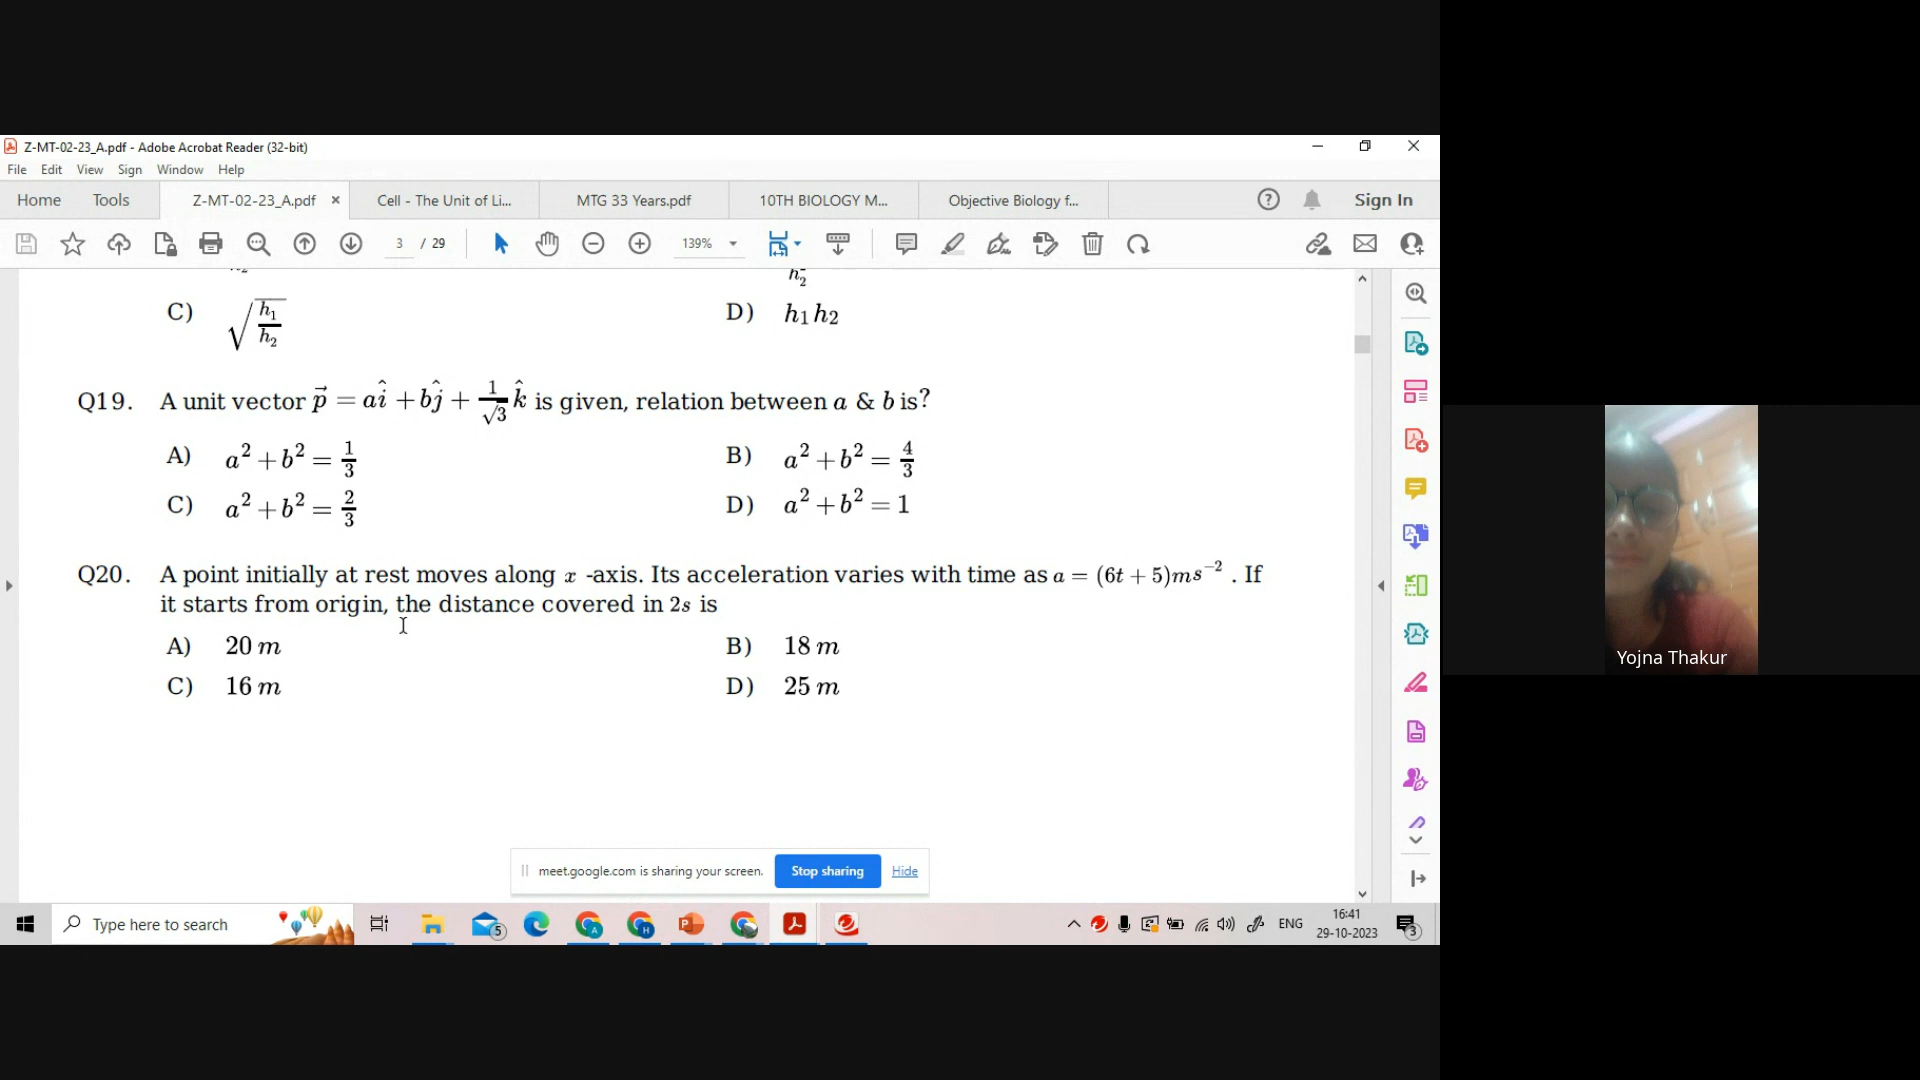 Z-MT-02-23_A.pdf - Adobe Acrobat Reader (32-bit)
File Edit View Sign Window Help
Home Tools Z-MT-02-23_A.pdf × Cell - The Unit of Li... MTG 33 Years.pdf 10TH BIOLOGY M... Objective Biology f... Sign In
3 / 29 139%
C) √(h₁/h₂) D) h₁h₂
Q19. A unit vector p⃗ = aî + bĵ + 1/√3 k̂ is given, relation between a & b is?
A) a² + b² = 1/3 B) a² + b² = 4/3
C) a² + b² = 2/3 D) a² + b² = 1
Q20. A point initially at rest moves along x -axis. Its acceleration varies with time as a = (6t + 5)ms⁻² . If
it starts from origin, the distance covered in 2s is
A) 20 m B) 18 m
C) 16 m D) 25 m
Yojna Thakur
meet.google.com is sharing your screen. Stop sharing Hide
Type here to search 5 A H ENG 16:41
29-10-2023 3